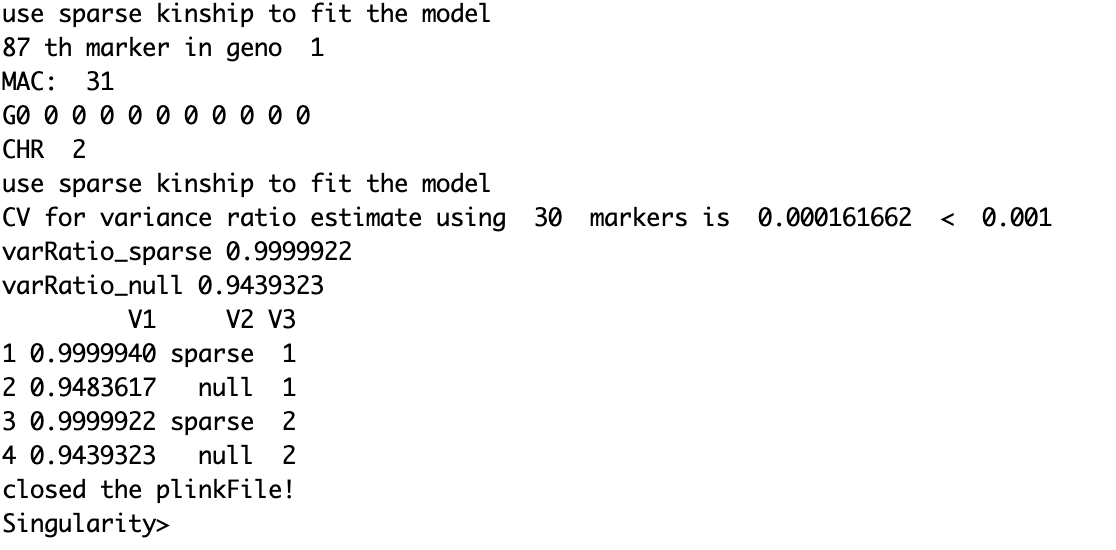 use sparse kinship to fit the model
87 th marker in geno  1
MAC:  31
G0 0 0 0 0 0 0 0 0 0 0
CHR  2
use sparse kinship to fit the model
CV for variance ratio estimate using  30  markers is  0.000161662  <  0.001
varRatio_sparse 0.9999922
varRatio_null 0.9439323
         V1     V2 V3
1 0.9999940 sparse  1
2 0.9483617   null  1
3 0.9999922 sparse  2
4 0.9439323   null  2
closed the plinkFile!
Singularity>